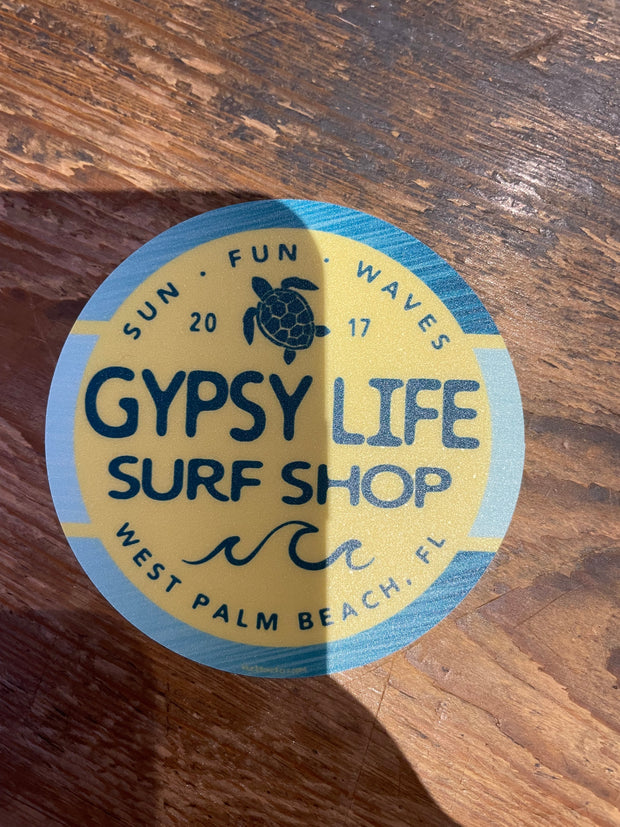 SUN · FUN · WAVES
20 17
GYPSY LIFE
SURF SHOP
WEST PALM BEACH, FL